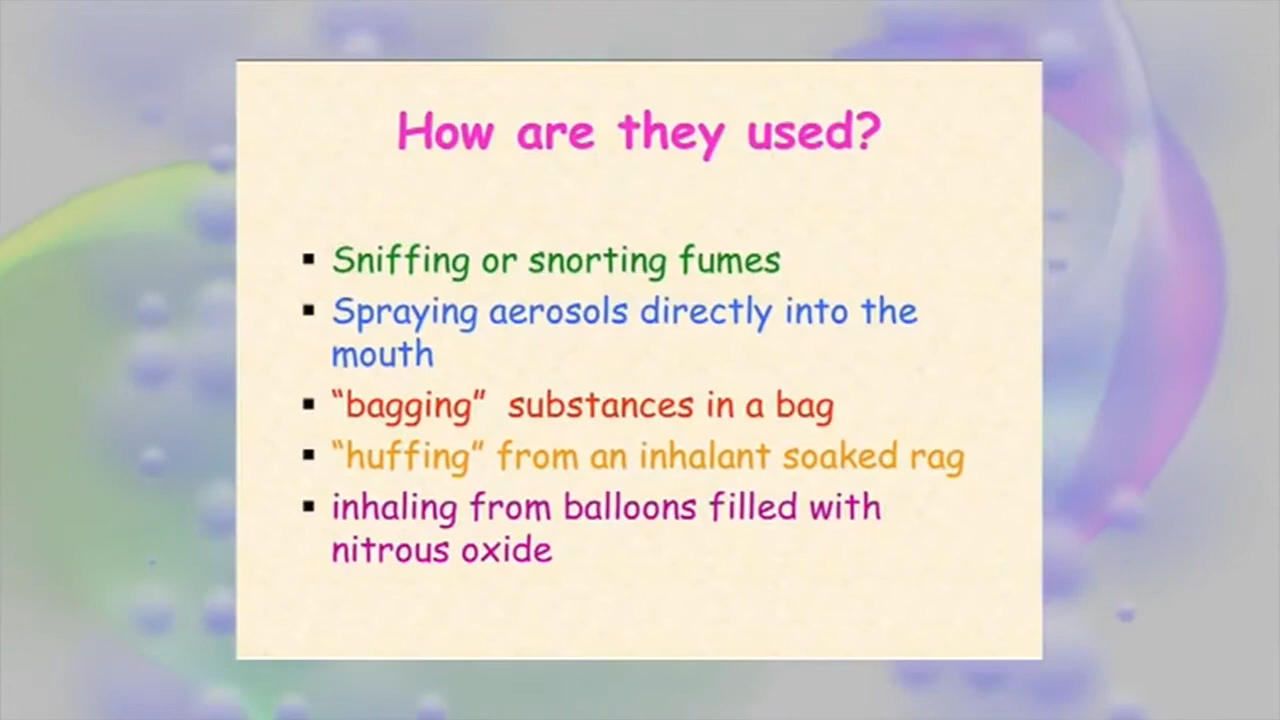 How are they used?
▪ Sniffing or snorting fumes
▪ Spraying aerosols directly into the
mouth
▪ “bagging”  substances in a bag
▪ “huffing” from an inhalant soaked rag
▪ inhaling from balloons filled with
nitrous oxide